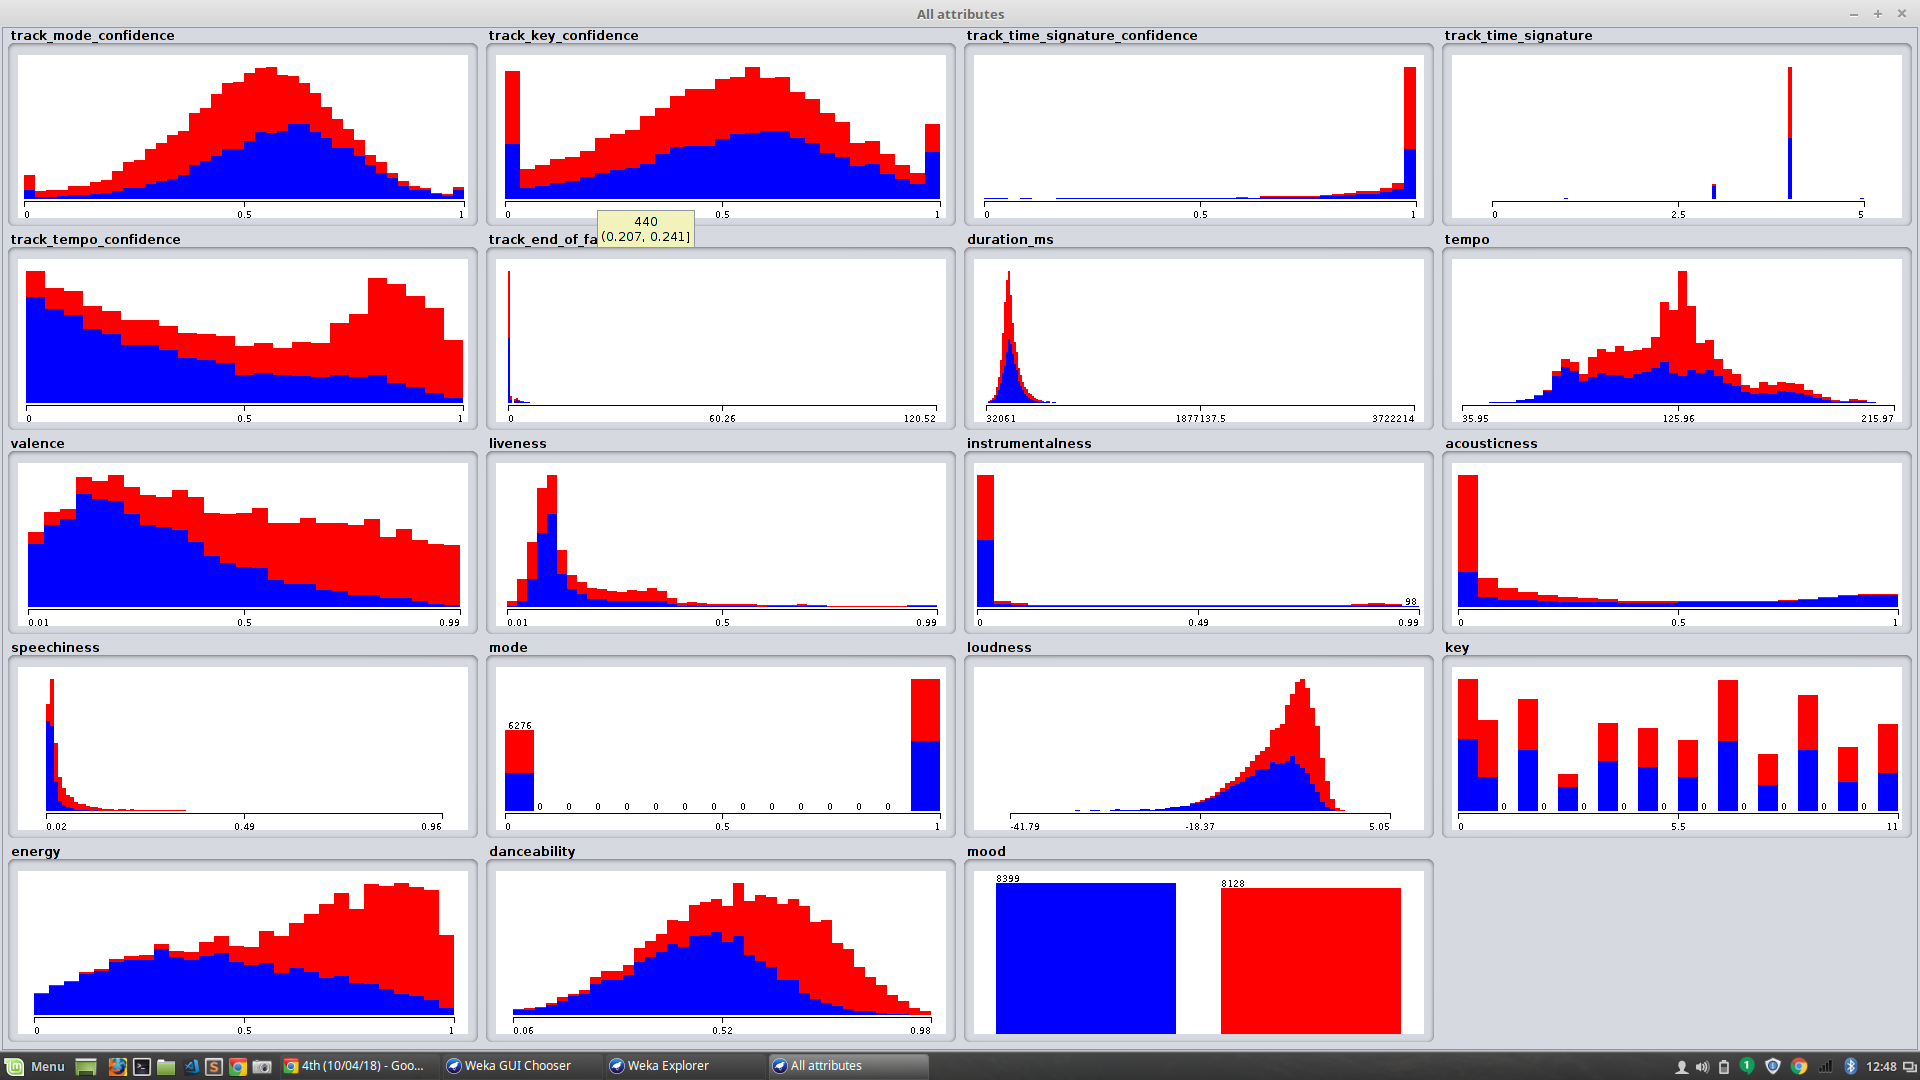 All attributes
track_mode_confidence
0 0.5 1
track_key_confidence
0 0.5 1
track_time_signature_confidence
0 0.5 1
track_time_signature
0 2.5 5
440
(0.207, 0.241]
track_tempo_confidence
0 0.5 1
track_end_of_fa
0 60.26 120.52
duration_ms
32061 1877137.5 3722214
tempo
35.95 125.96 215.97
valence
0.01 0.5 0.99
liveness
0.01 0.5 0.99
instrumentalness
98
0 0.49 0.99
acousticness
0 0.5 1
speechiness
0.02 0.49 0.96
mode
6276
0 0 0 0 0 0 0 0 0 0 0 0 0
0 0.5 1
loudness
-41.79 -18.37 5.05
key
0 0 0 0 0 0 0 0 0 0
0 5.5 11
energy
0 0.5 1
danceability
0.06 0.52 0.98
mood
8399
8128
Menu 4th (10/04/18) - Goo... Weka GUI Chooser Weka Explorer All attributes 1 12:48